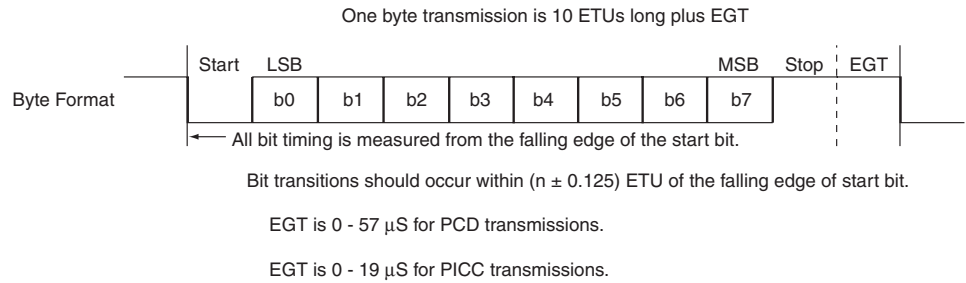 One byte transmission is 10 ETUs long plus EGT
Start LSB MSB Stop EGT
Byte Format b0 b1 b2 b3 b4 b5 b6 b7
All bit timing is measured from the falling edge of the start bit.
Bit transitions should occur within (n ± 0.125) ETU of the falling edge of start bit.
EGT is 0 - 57 μS for PCD transmissions.
EGT is 0 - 19 μS for PICC transmissions.